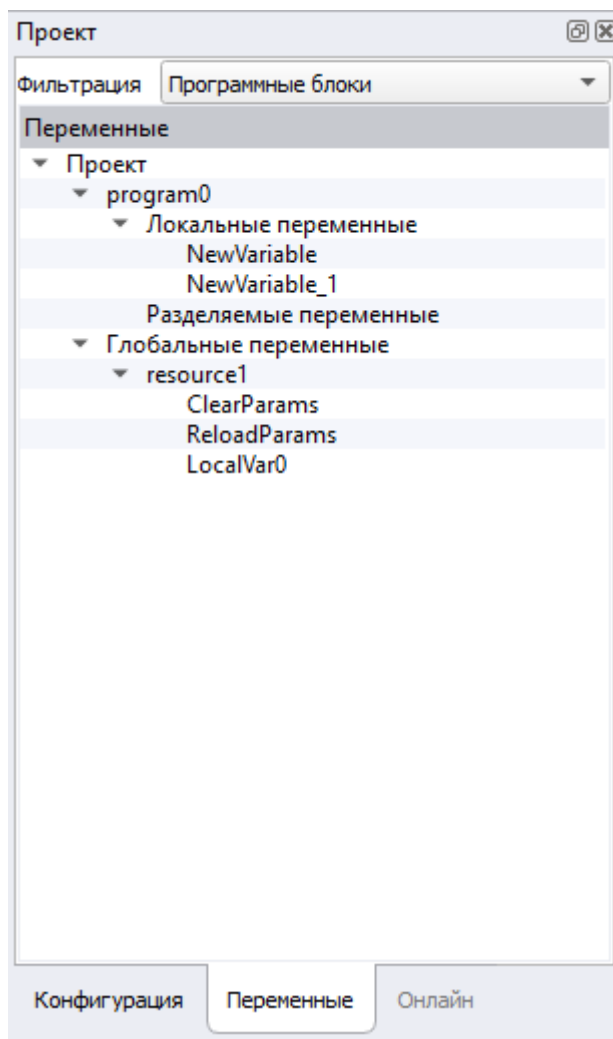 Проект
Фильтрация Программные блоки
Переменные
Проект
program0
Локальные переменные
NewVariable
NewVariable_1
Разделяемые переменные
Глобальные переменные
resource1
ClearParams
ReloadParams
LocalVar0
Конфигурация Переменные Онлайн